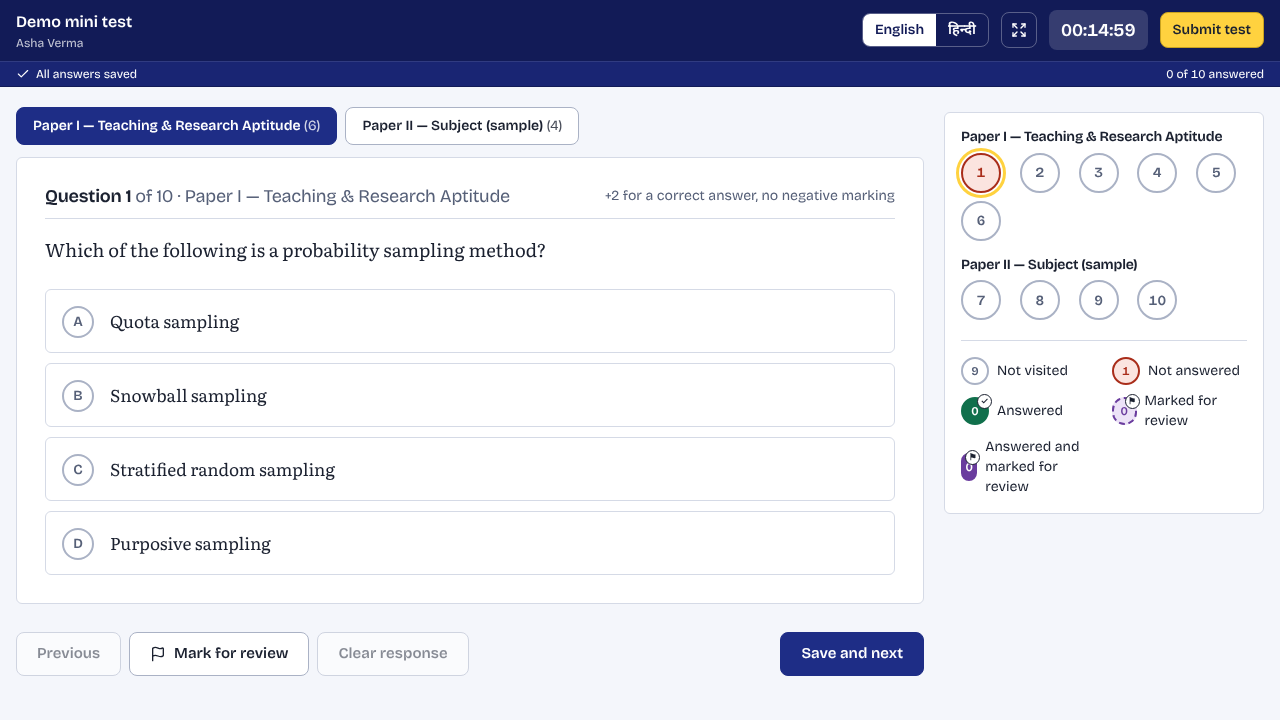 Demo mini test
Asha Verma
English हिन्दी 00:14:59 Submit test
All answers saved 0 of 10 answered
Paper I — Teaching & Research Aptitude (6) Paper II — Subject (sample) (4)
Question 1 of 10 · Paper I — Teaching & Research Aptitude +2 for a correct answer, no negative marking
Which of the following is a probability sampling method?
A Quota sampling
B Snowball sampling
C Stratified random sampling
D Purposive sampling
Previous Mark for review Clear response Save and next
Paper I — Teaching & Research Aptitude
1 2 3 4 5
6
Paper II — Subject (sample)
7 8 9 10
9 Not visited 1 Not answered
0 Answered 0 Marked for
review
0 Answered and
marked for
review